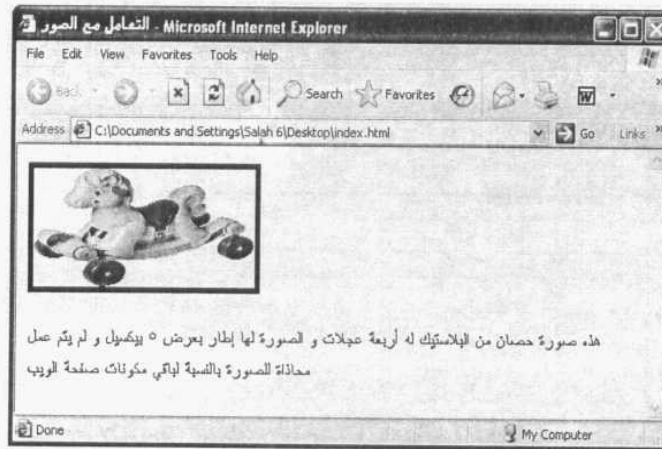 التعامل مع الصور - Microsoft Internet Explorer
File Edit View Favorites Tools Help
Back Search Favorites
Address C:\Documents and Settings\Salah 6\Desktop\index.html Go Links
هذه صورة حصان من البلاستيك له أربعة عجلات و الصورة لها إطار بعرض ٥ بيكسيل و لم يتم عمل
محاذاة للصورة بالنسبة لباقي مكونات صفحة الويب
Done My Computer